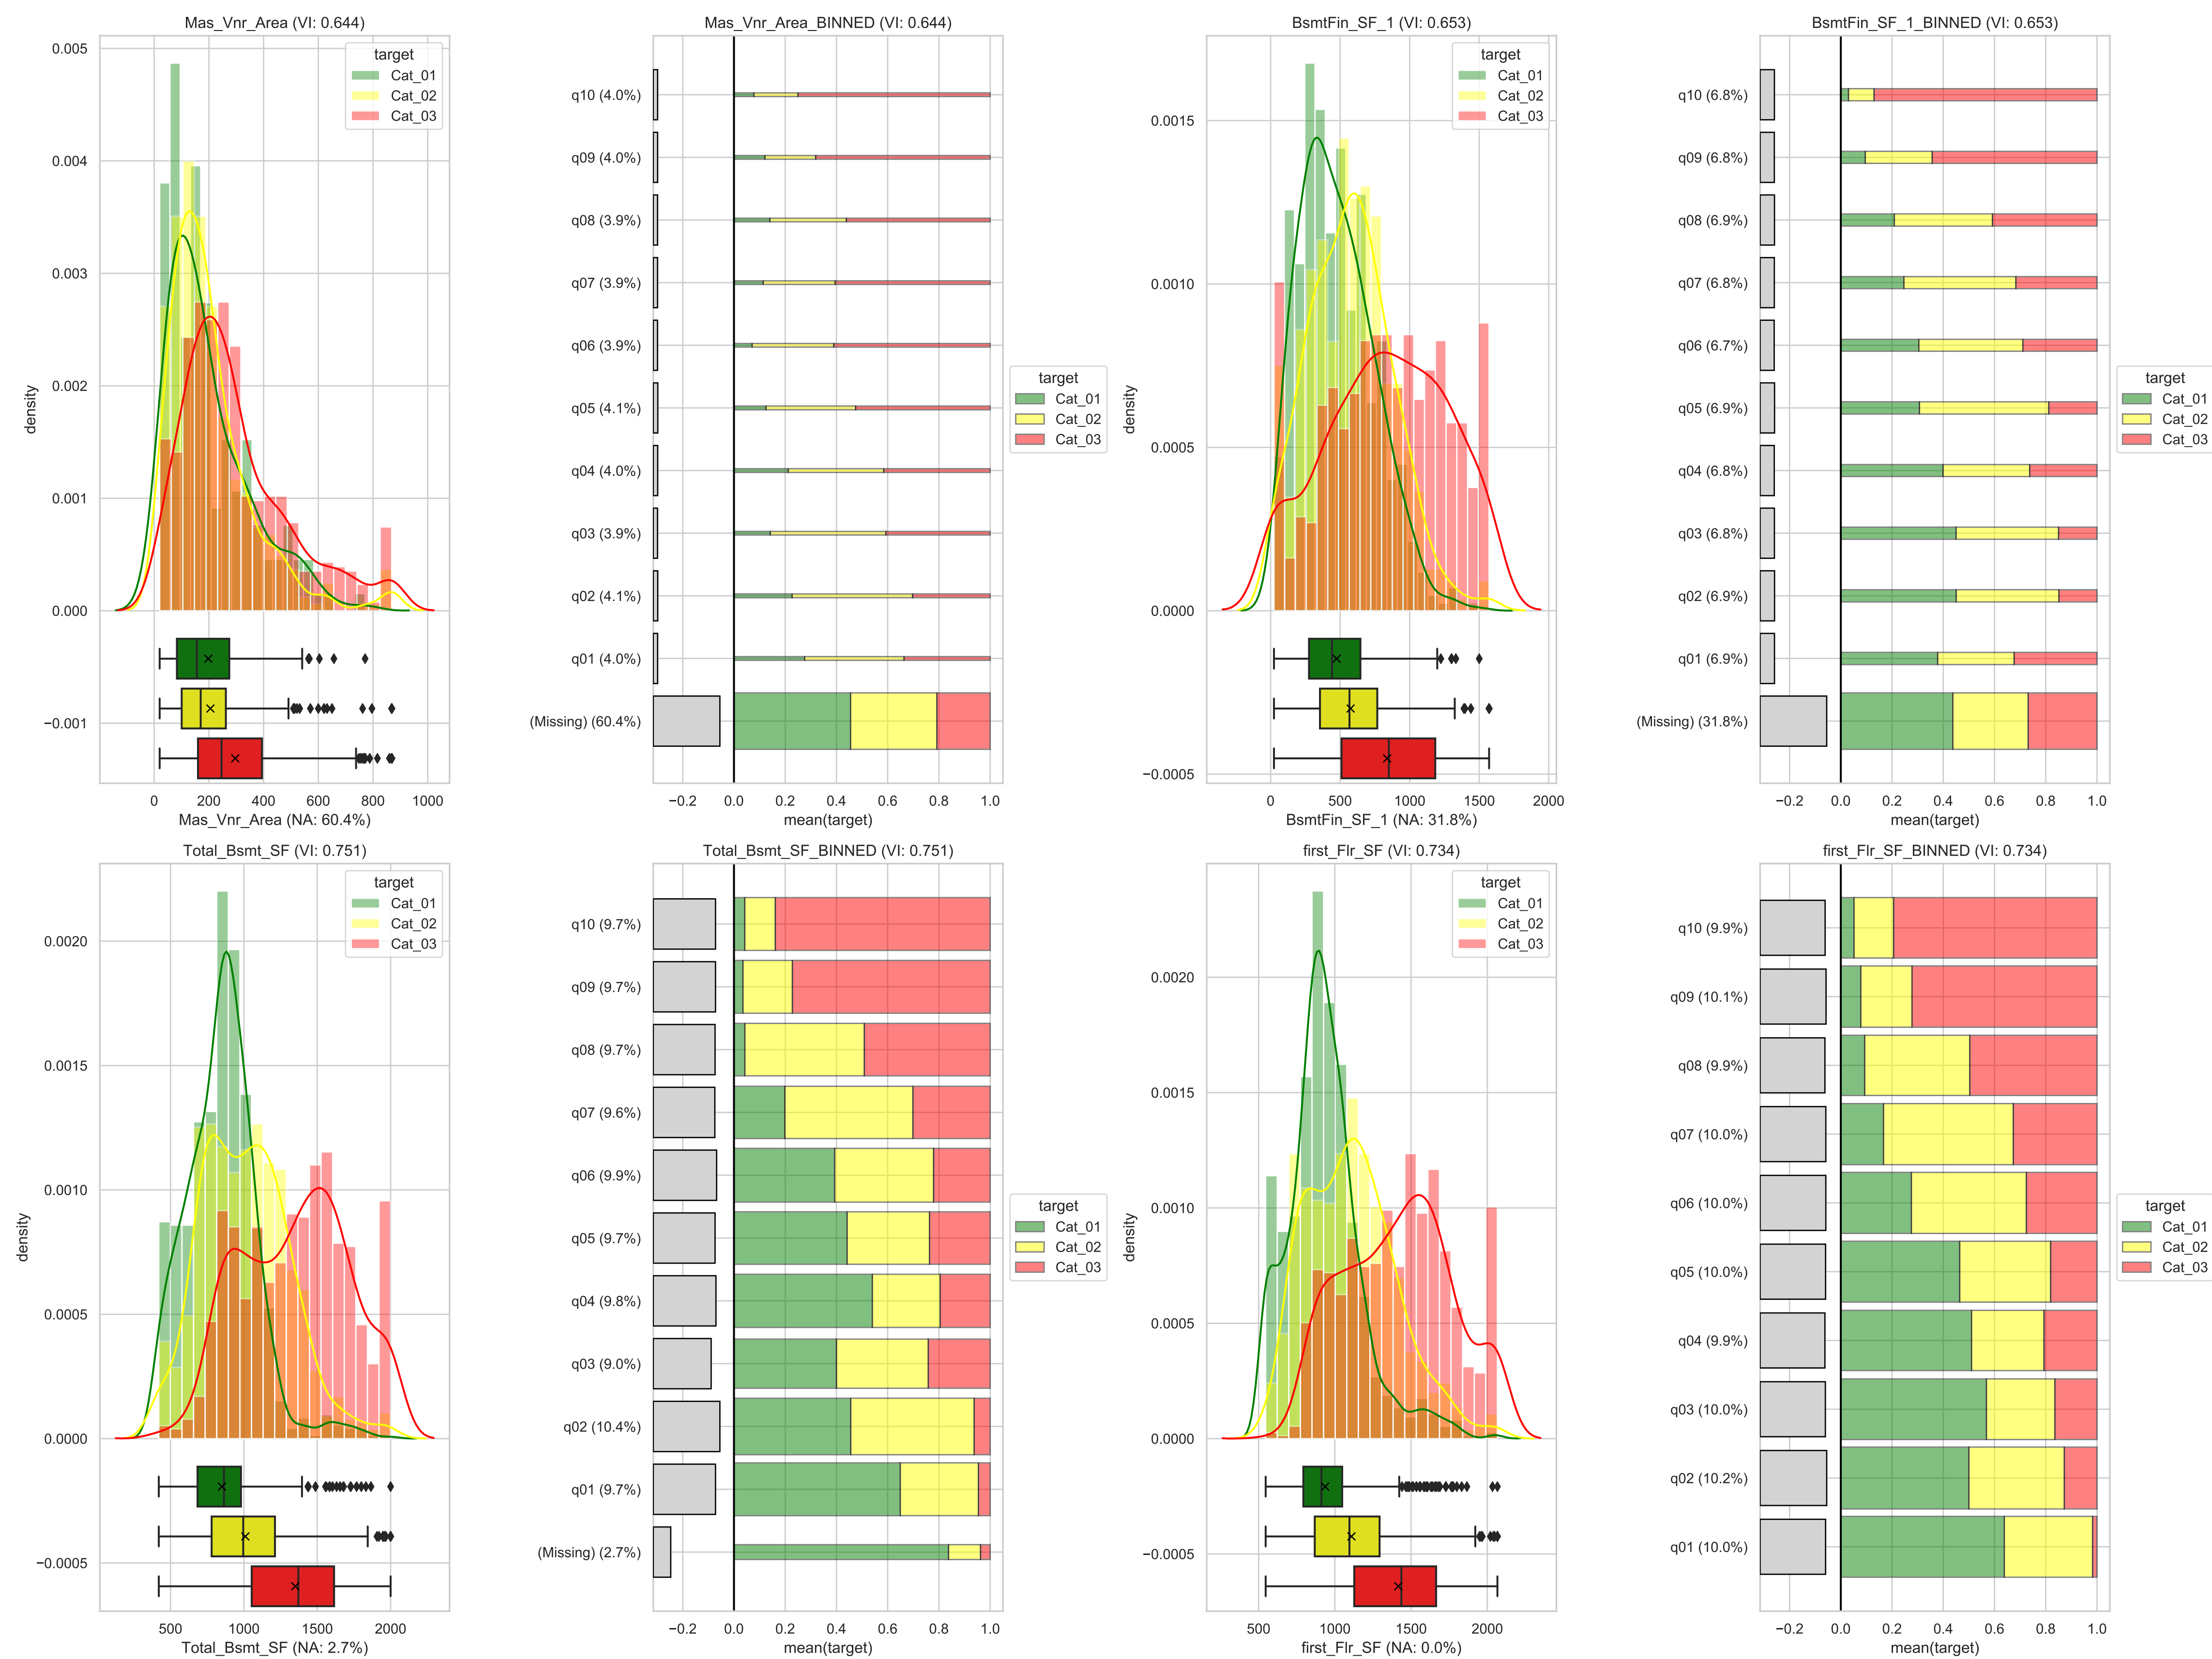 Mas_Vnr_Area (VI: 0.644)
target
Cat_01
Cat_02
Cat_03
0.005
0.004
0.003
0.002
0.001
0.000
−0.001
density
0
200
400
600
800
1000
Mas_Vnr_Area (NA: 60.4%)
Mas_Vnr_Area_BINNED (VI: 0.644)
q10 (4.0%)
q09 (4.0%)
q08 (3.9%)
q07 (3.9%)
q06 (3.9%)
q05 (4.1%)
q04 (4.0%)
q03 (3.9%)
q02 (4.1%)
q01 (4.0%)
(Missing) (60.4%)
−0.2
0.0
0.2
0.4
0.6
0.8
1.0
mean(target)
target
Cat_01
Cat_02
Cat_03
BsmtFin_SF_1 (VI: 0.653)
target
Cat_01
Cat_02
Cat_03
0.0015
0.0010
0.0005
0.0000
−0.0005
density
0
500
1000
1500
2000
BsmtFin_SF_1 (NA: 31.8%)
BsmtFin_SF_1_BINNED (VI: 0.653)
q10 (6.8%)
q09 (6.8%)
q08 (6.9%)
q07 (6.8%)
q06 (6.7%)
q05 (6.9%)
q04 (6.8%)
q03 (6.8%)
q02 (6.9%)
q01 (6.9%)
(Missing) (31.8%)
−0.2
0.0
0.2
0.4
0.6
0.8
1.0
mean(target)
target
Cat_01
Cat_02
Cat_03
Total_Bsmt_SF (VI: 0.751)
target
Cat_01
Cat_02
Cat_03
0.0020
0.0015
0.0010
0.0005
0.0000
−0.0005
density
500
1000
1500
2000
Total_Bsmt_SF (NA: 2.7%)
Total_Bsmt_SF_BINNED (VI: 0.751)
q10 (9.7%)
q09 (9.7%)
q08 (9.7%)
q07 (9.6%)
q06 (9.9%)
q05 (9.7%)
q04 (9.8%)
q03 (9.0%)
q02 (10.4%)
q01 (9.7%)
(Missing) (2.7%)
−0.2
0.0
0.2
0.4
0.6
0.8
1.0
mean(target)
target
Cat_01
Cat_02
Cat_03
first_Flr_SF (VI: 0.734)
target
Cat_01
Cat_02
Cat_03
0.0020
0.0015
0.0010
0.0005
0.0000
−0.0005
density
500
1000
1500
2000
first_Flr_SF (NA: 0.0%)
first_Flr_SF_BINNED (VI: 0.734)
q10 (9.9%)
q09 (10.1%)
q08 (9.9%)
q07 (10.0%)
q06 (10.0%)
q05 (10.0%)
q04 (9.9%)
q03 (10.0%)
q02 (10.2%)
q01 (10.0%)
−0.2
0.0
0.2
0.4
0.6
0.8
1.0
mean(target)
target
Cat_01
Cat_02
Cat_03